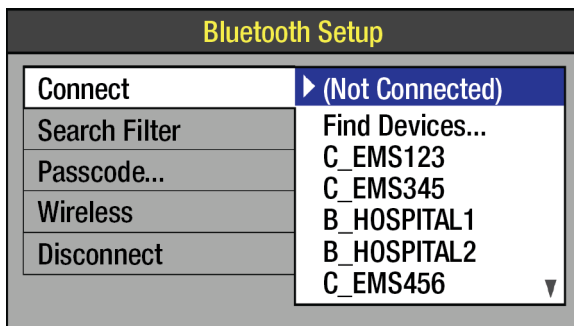 Bluetooth Setup
Connect
Search Filter
Passcode...
Wireless
Disconnect
(Not Connected)
Find Devices...
C_EMS123
C_EMS345
B_HOSPITAL1
B_HOSPITAL2
C_EMS456